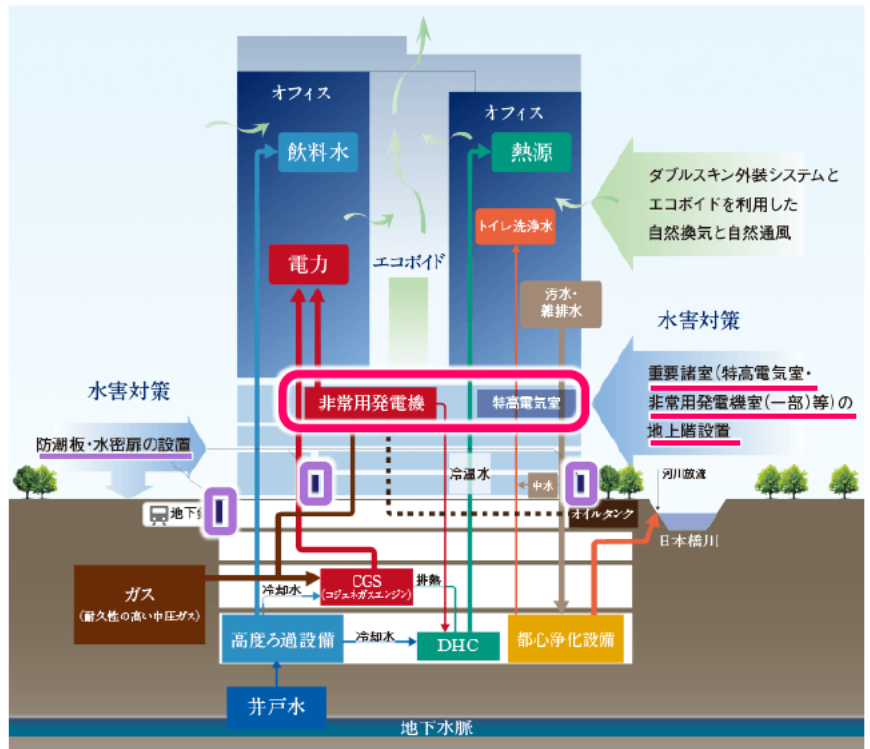 オフィス
オフィス
飲料水
熱源
ダブルスキン外装システムと
エコボイドを利用した
自然換気と自然通風
トイレ洗浄水
電力
エコボイド
汚水・
雑排水
水害対策
水害対策
重要諸室(特高電気室・
非常用発電機室(一部)等)の
地上階設置
非常用発電機
特高電気室
防潮板・水密扉の設置
冷温水
中水
河川放流
地下
オイルタンク
日本橋川
ガス
(耐久性の高い中圧ガス)
冷却水
CGS
(コジェネガスエンジン)
排熱
高度ろ過設備
冷却水
DHC
都心浄化設備
井戸水
地下水脈